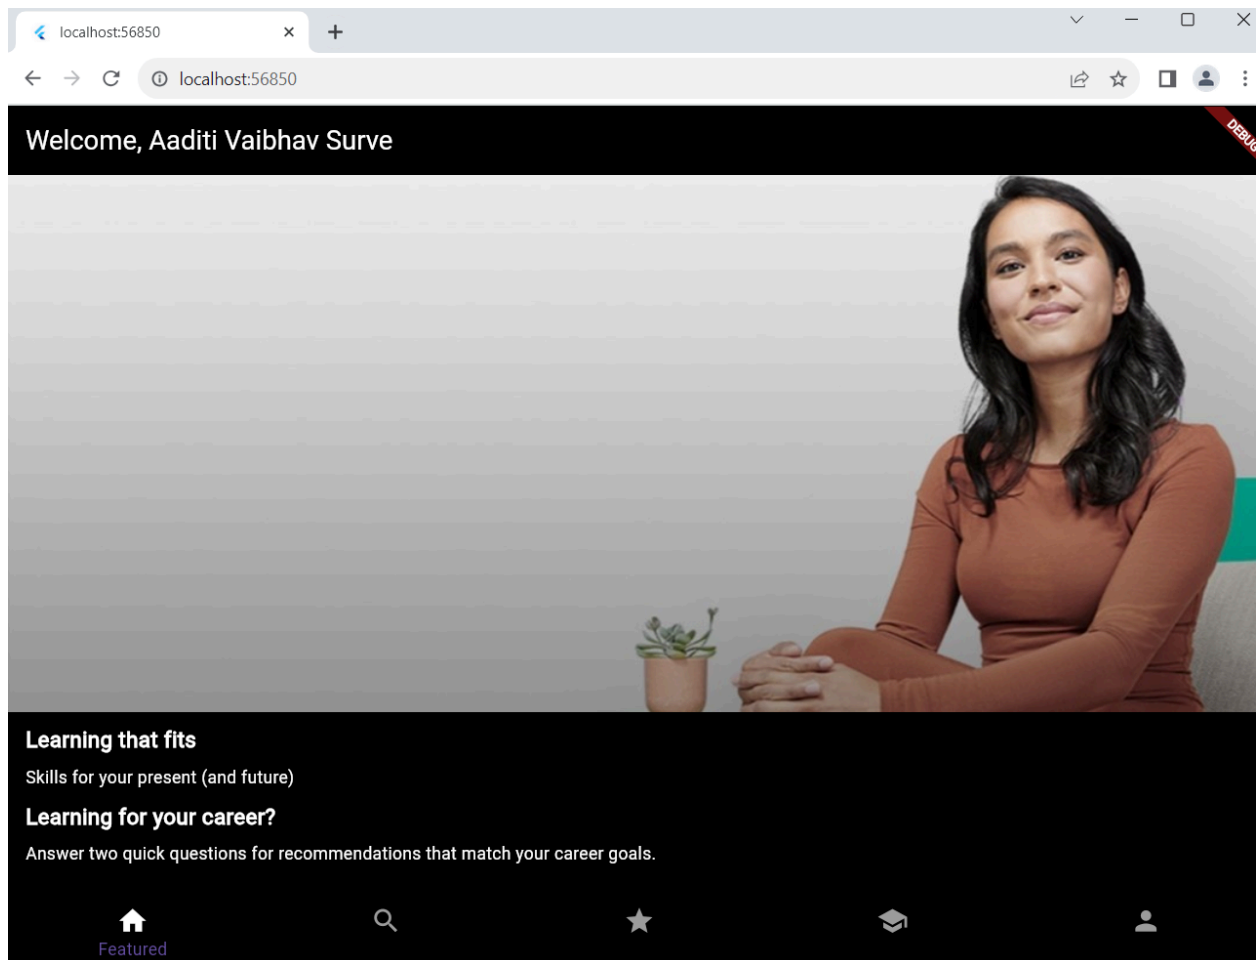 localhost:56850
localhost:56850
Welcome, Aaditi Vaibhav Surve
DEBUG
Learning that fits
Skills for your present (and future)
Learning for your career?
Answer two quick questions for recommendations that match your career goals.
Featured